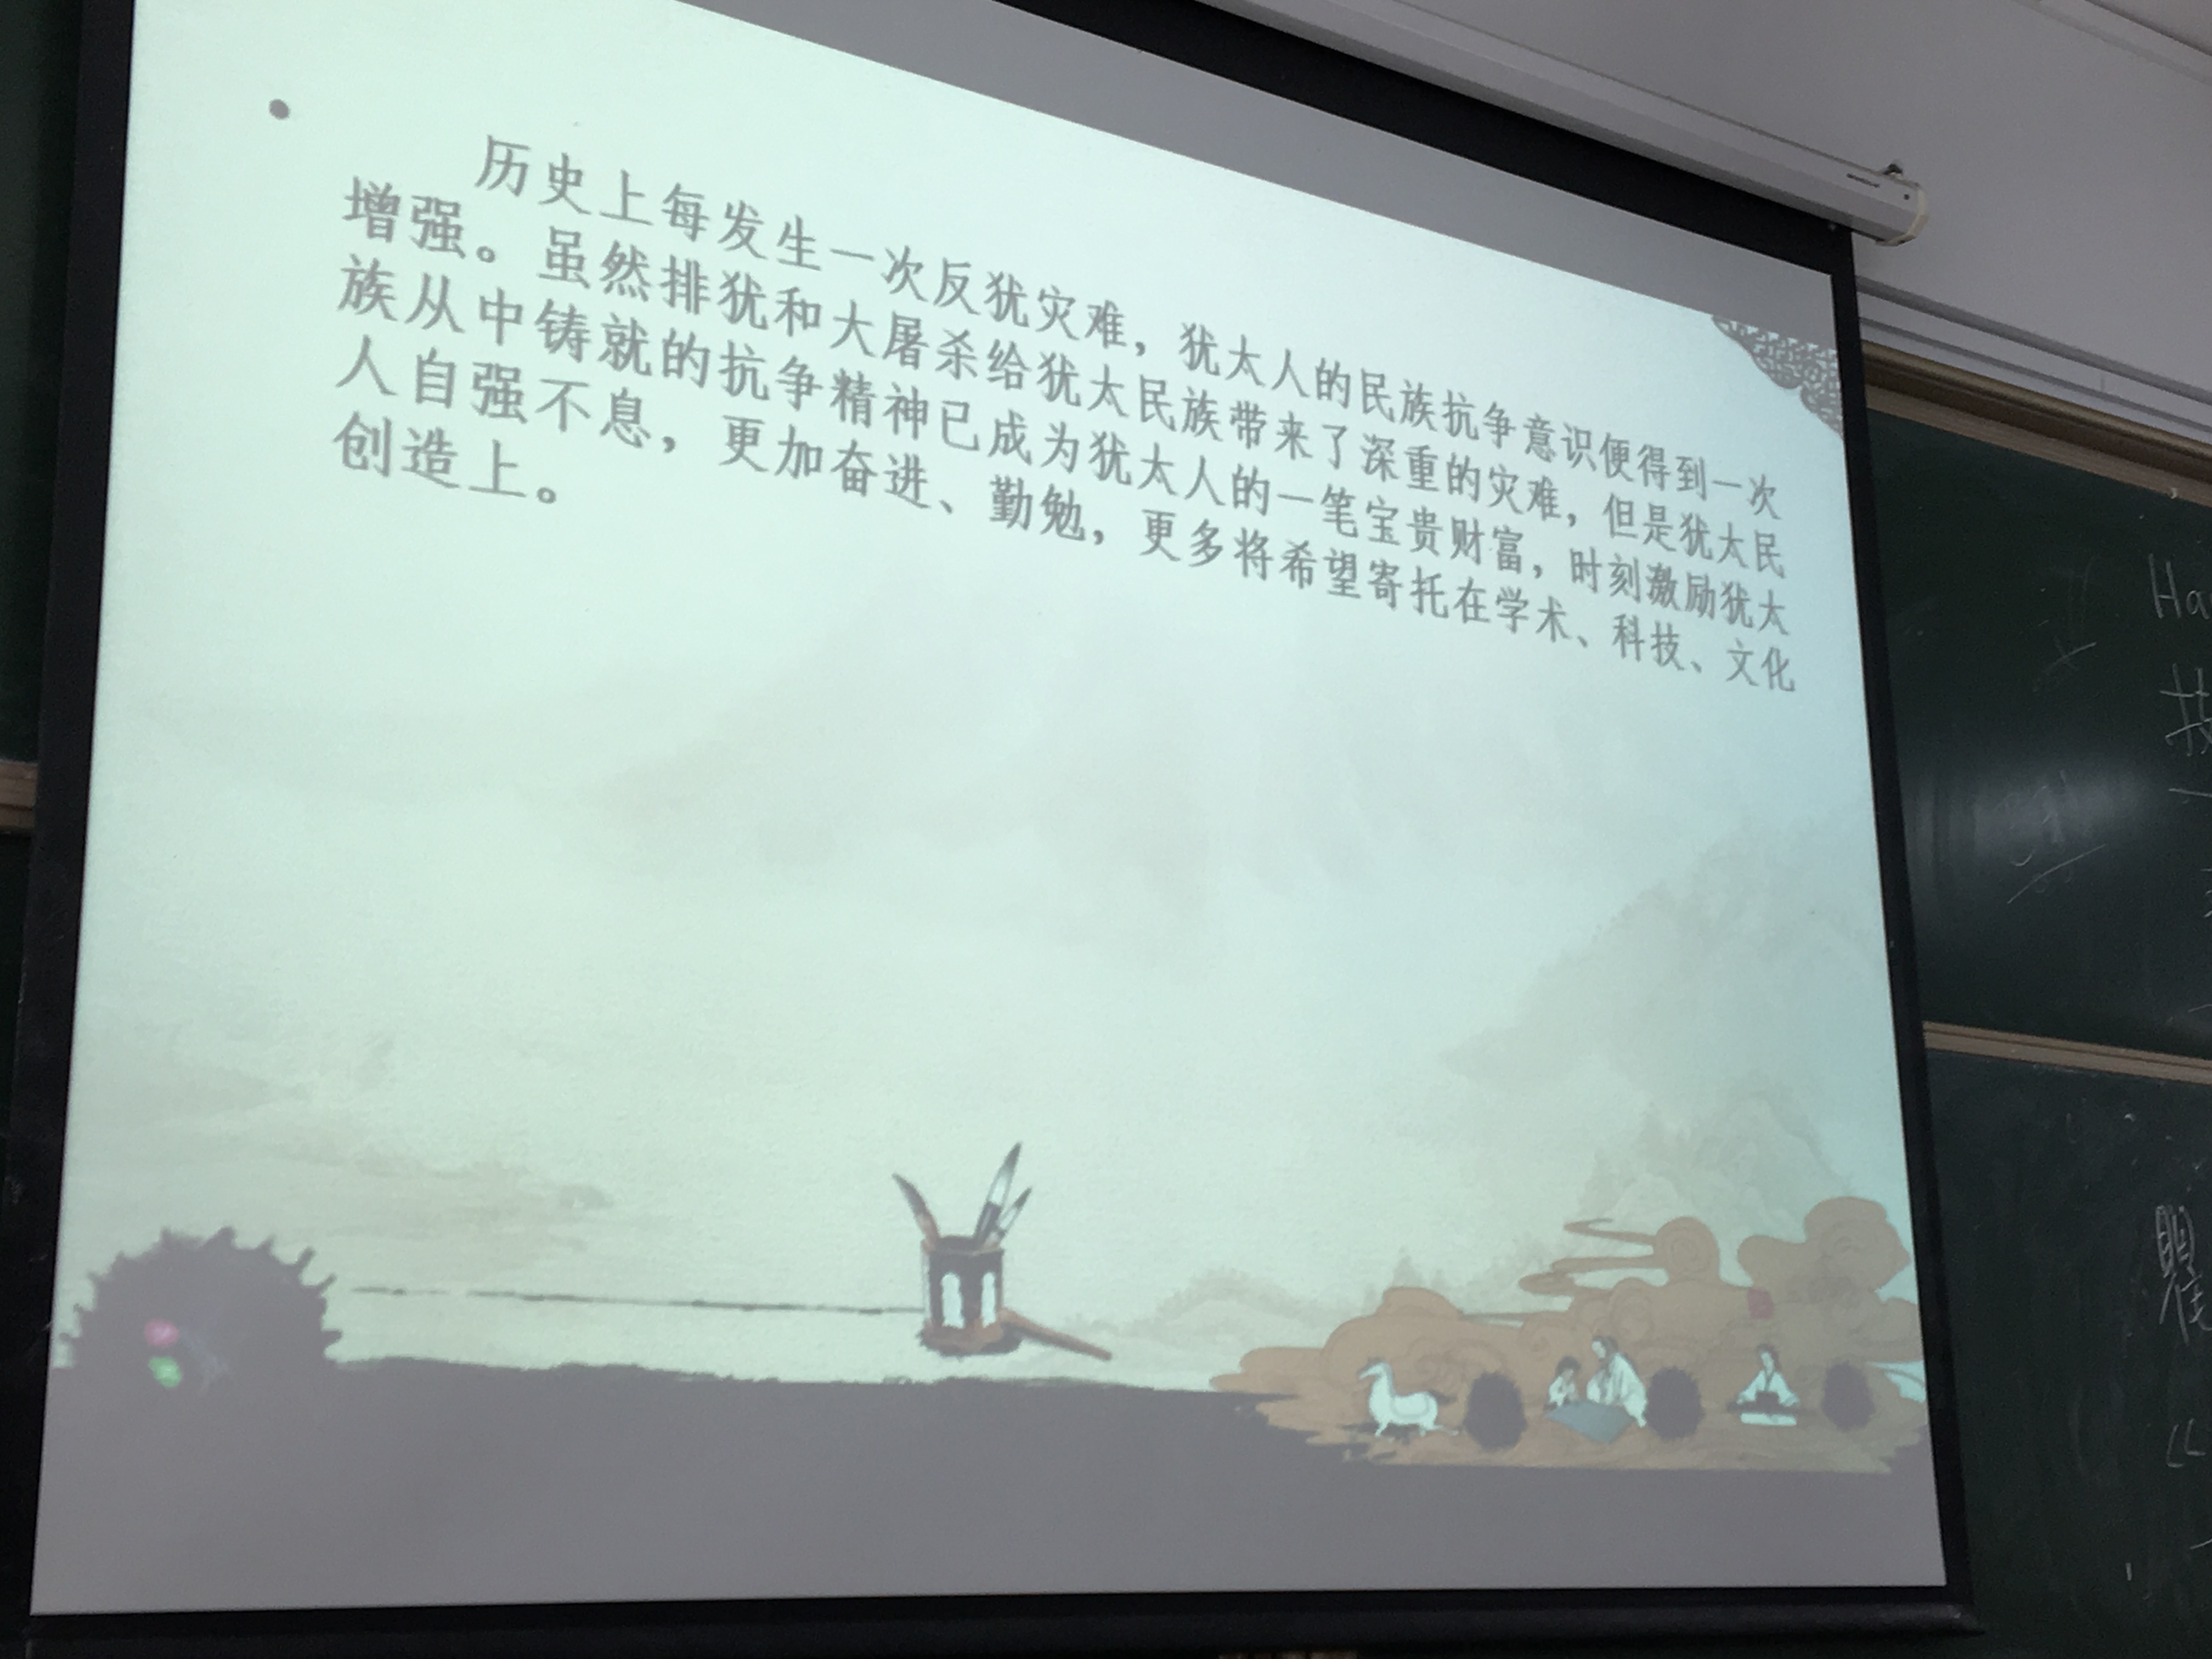 历史上每发生一次反犹灾难，犹太人的民族抗争意识便得到一次
增强。虽然排犹和大屠杀给犹太民族带来了深重的灾难，但是犹太民
族从中铸就的抗争精神已成为犹太人的一笔宝贵财富，时刻激励犹太
人自强不息，更加奋进、勤勉，更多将希望寄托在学术、科技、文化
创造上。
Ha